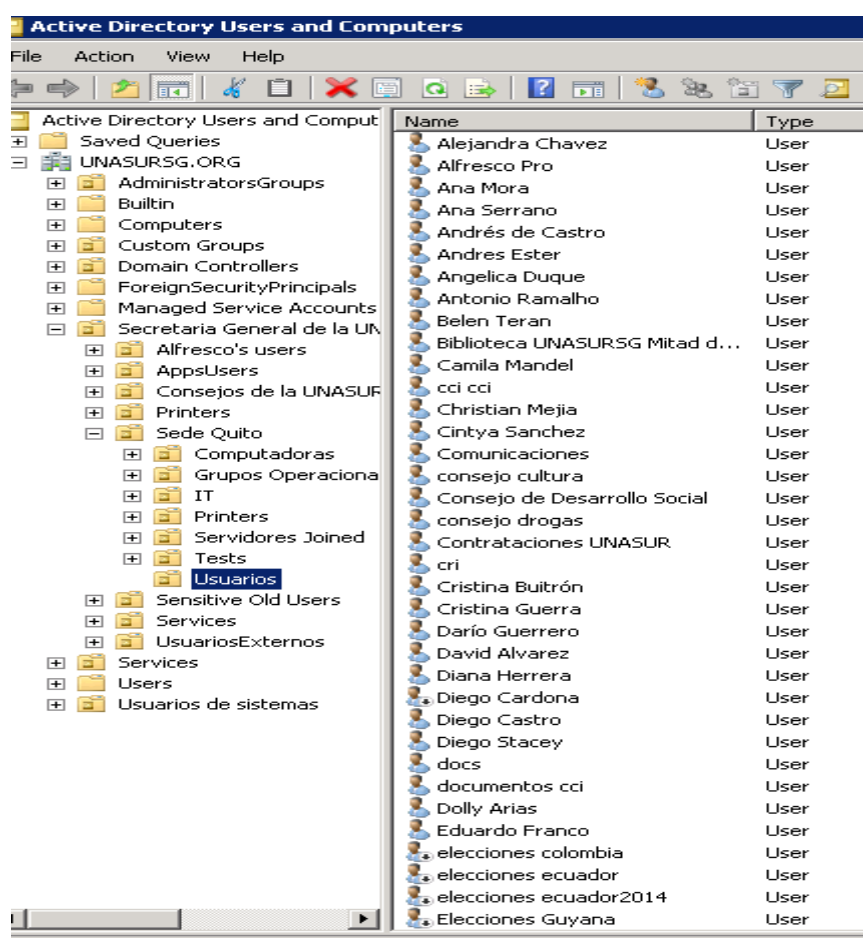 Active Directory Users and Computers
File Action View Help
Active Directory Users and Comput
Saved Queries
UNASURSG.ORG
AdministratorsGroups
Builtin
Computers
Custom Groups
Domain Controllers
ForeignSecurityPrincipals
Managed Service Accounts
Secretaria General de la UN
Alfresco's users
AppsUsers
Consejos de la UNASUR
Printers
Sede Quito
Computadoras
Grupos Operaciona
IT
Printers
Servidores Joined
Tests
Usuarios
Sensitive Old Users
Services
UsuariosExternos
Services
Users
Usuarios de sistemas
Name Type
Alejandra Chavez User
Alfresco Pro User
Ana Mora User
Ana Serrano User
Andrés de Castro User
Andres Ester User
Angelica Duque User
Antonio Ramalho User
Belen Teran User
Biblioteca UNASURSG Mitad d... User
Camila Mandel User
cci cci User
Christian Mejia User
Cintya Sanchez User
Comunicaciones User
consejo cultura User
Consejo de Desarrollo Social User
consejo drogas User
Contrataciones UNASUR User
cri User
Cristina Buitrón User
Cristina Guerra User
Darío Guerrero User
David Alvarez User
Diana Herrera User
Diego Cardona User
Diego Castro User
Diego Stacey User
docs User
documentos cci User
Dolly Arias User
Eduardo Franco User
elecciones colombia User
elecciones ecuador User
elecciones ecuador2014 User
Elecciones Guyana User